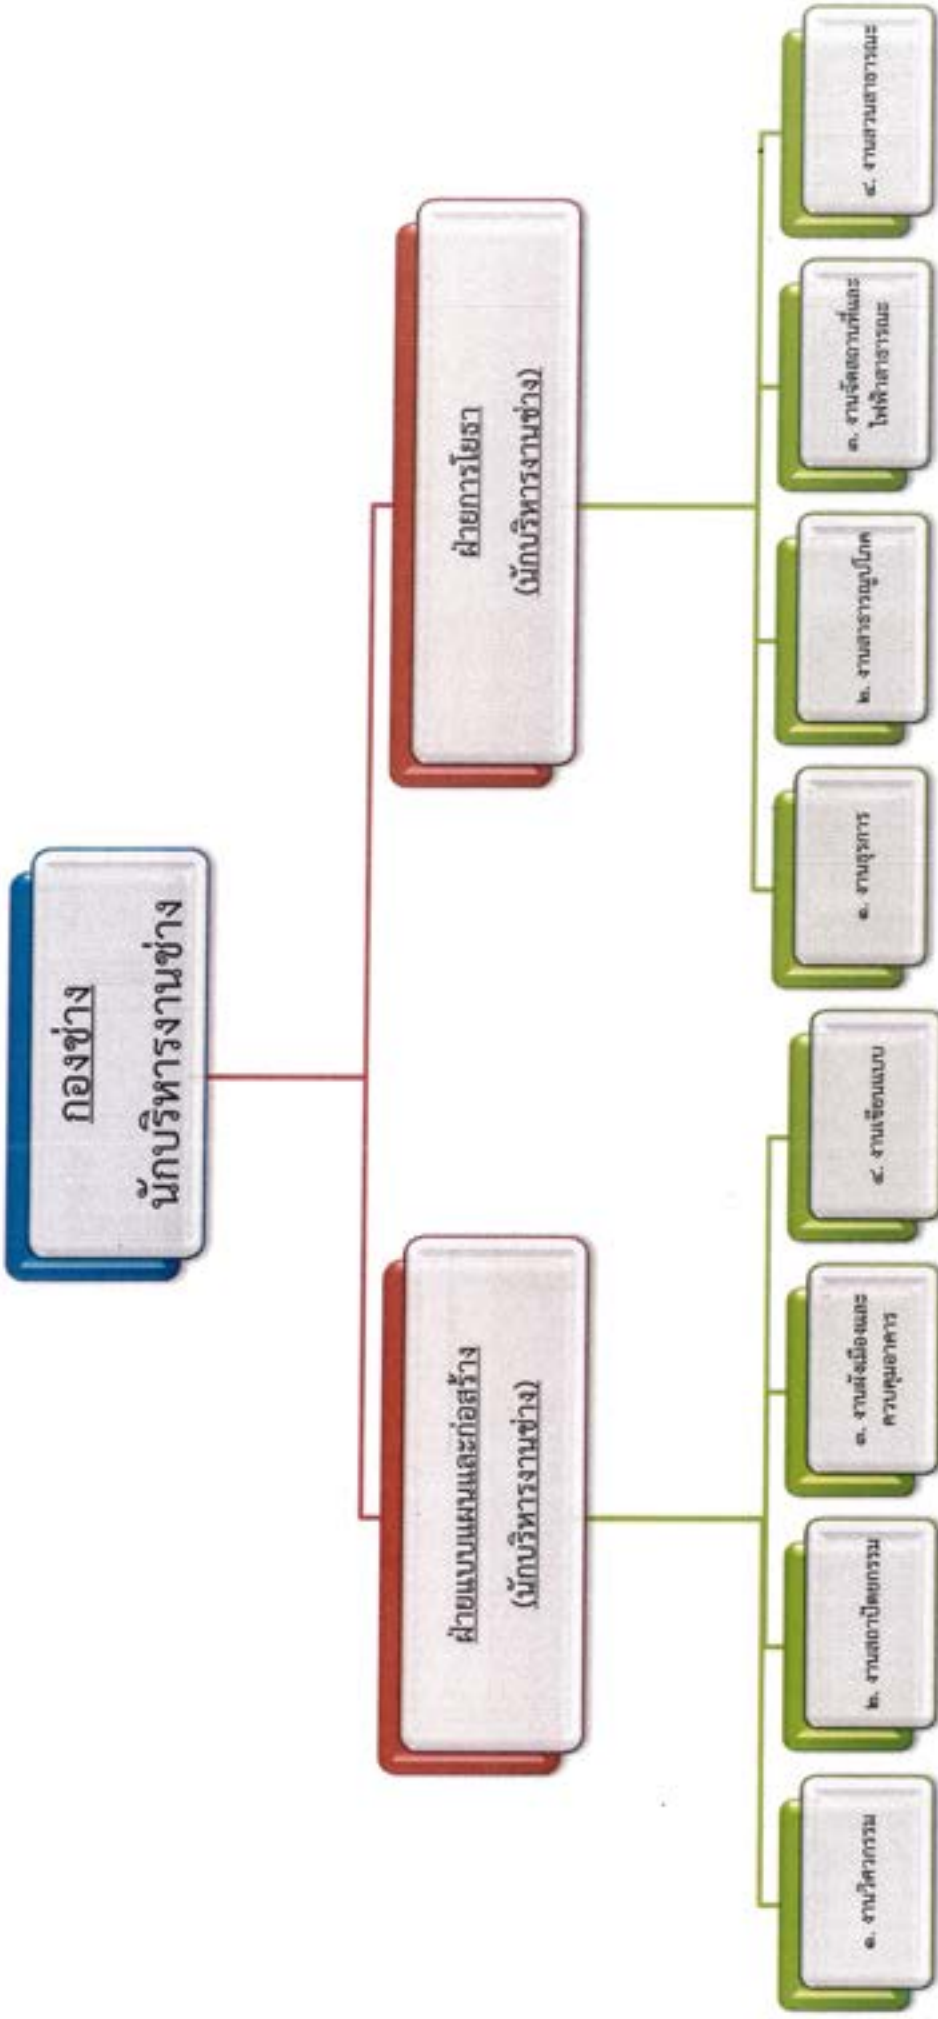 กองช่าง
นักบริหารงานช่าง
ฝ่ายแบบแผนและก่อสร้าง
(นักบริหารงานช่าง)
ฝ่ายการโยธา
(นักบริหารงานช่าง)
๑. งานวิศวกรรม
๒. งานสถาปัตยกรรม
๓. งานผังเมืองและ
ควบคุมอาคาร
๔. งานเขียนแบบ
๑. งานธุรการ
๒. งานสาธารณูปโภค
๓. งานจัดสถานที่และ
ไฟฟ้าสาธารณะ
๔. งานสวนสาธารณะ